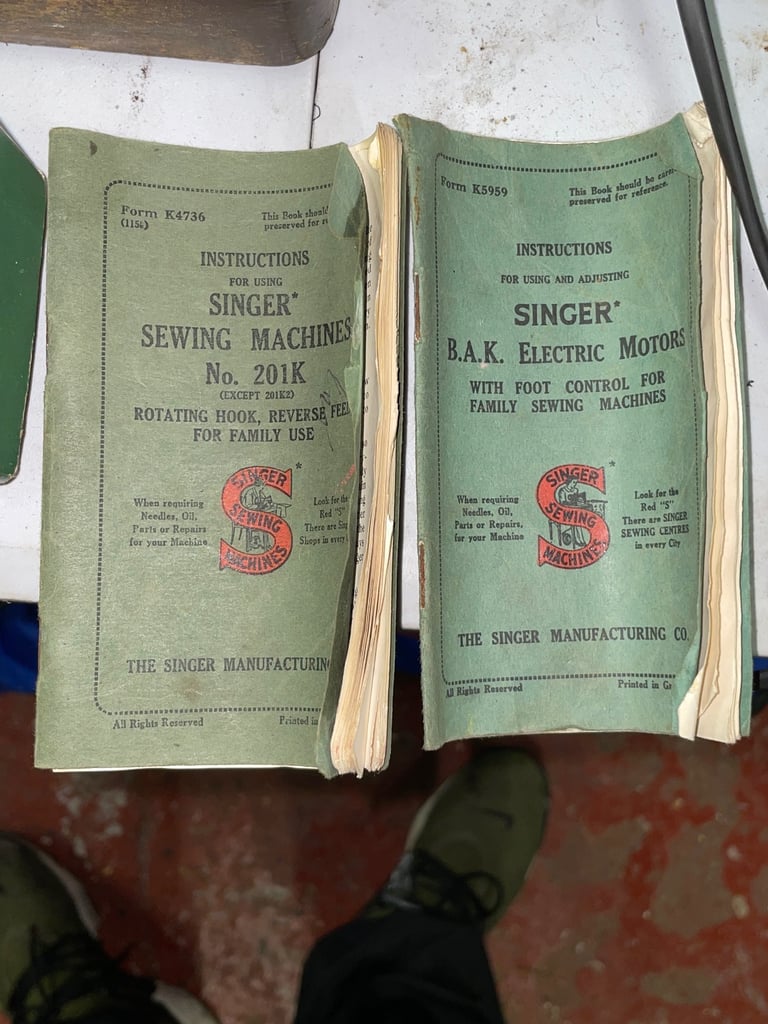 Form K4736
(1156)
This Book should
preserved for
INSTRUCTIONS
FOR USING
SINGER*
SEWING MACHINES
No. 201K
(EXCEPT 201K2)
ROTATING HOOK, REVERSE FEED
FOR FAMILY USE
*
SINGER
SEWING
MACHINES
When requiring
Needles, Oil,
Parts or Repairs
for your Machine
Look for the
Red "S"
There are
Shops in every
THE SINGER MANUFACTURIN
All Rights Reserved
Printed in
Form K5959
This Book should be
preserved for reference.
INSTRUCTIONS
FOR USING AND ADJUSTING
SINGER*
B.A.K. ELECTRIC MOTORS
WITH FOOT CONTROL FOR
FAMILY SEWING MACHINES
*
SINGER
SEWING
MACHINES
When requiring
Needles, Oil,
Parts or Repairs,
for your Machine
Look for the
Red "S"
There are SINGER
SEWING CENTRES
in every City
THE SINGER MANUFACTURING CO.
All Rights Reserved
Printed in